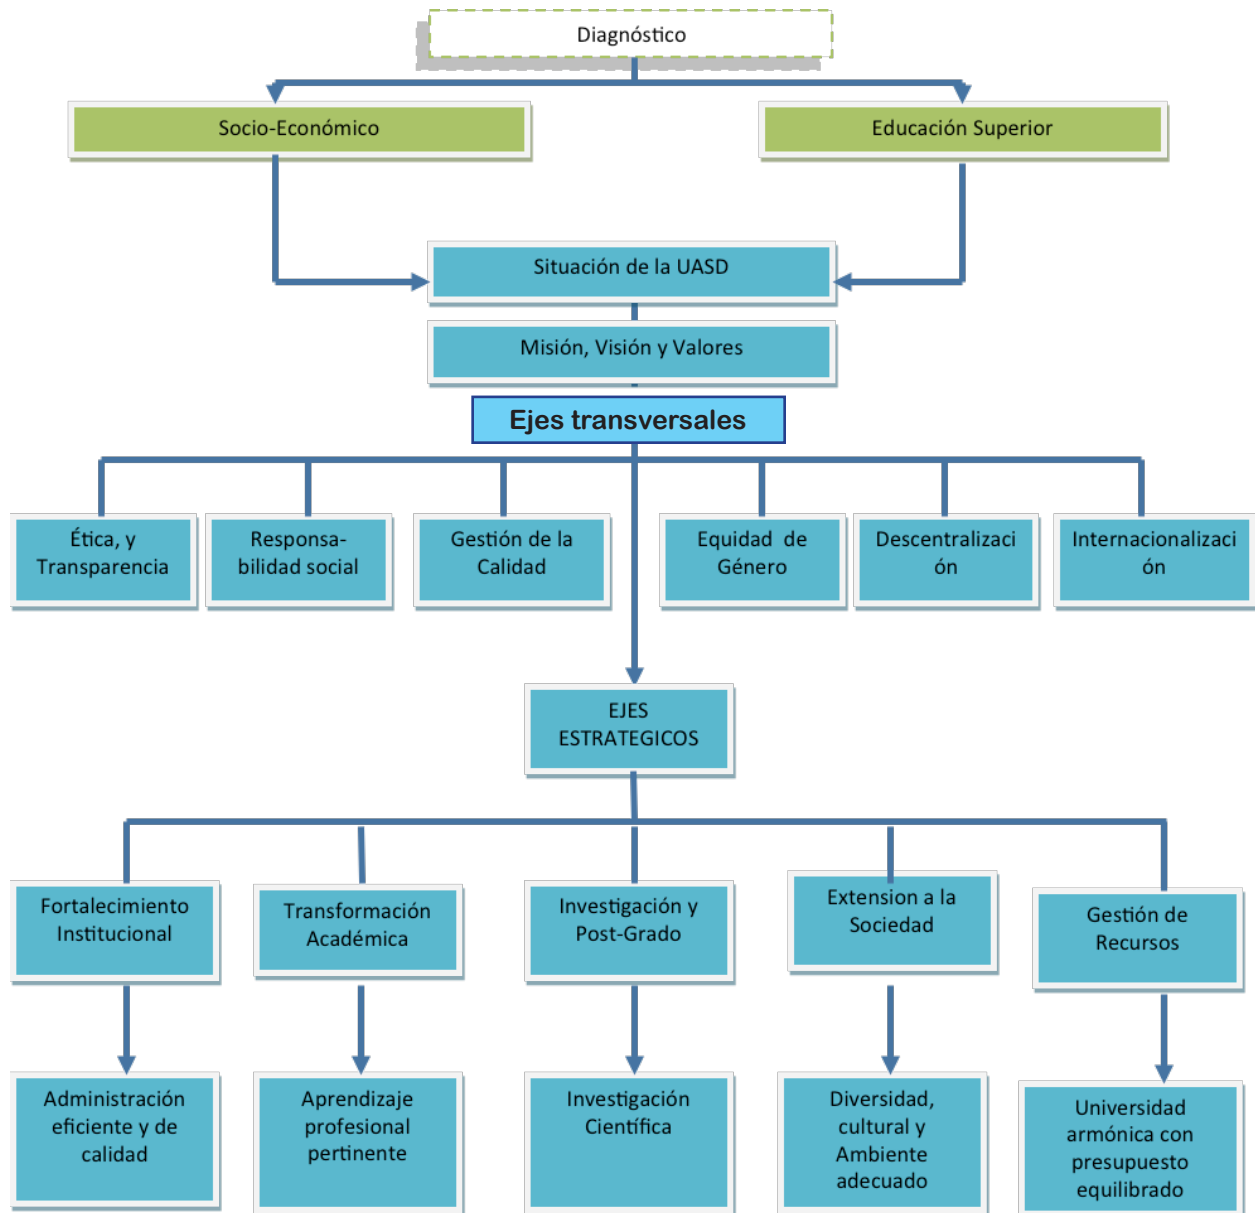 Diagnóstico
Socio-Económico
Educación Superior
Situación de la UASD
Misión, Visión y Valores
Ejes transversales
Ética, y
Transparencia
Responsa-
bilidad social
Gestión de la
Calidad
Equidad de
Género
Descentralizaci
ón
Internacionalizaci
ón
EJES
ESTRATEGICOS
Fortalecimiento
Institucional
Transformación
Académica
Investigación y
Post-Grado
Extension a la
Sociedad
Gestión de
Recursos
Administración
eficiente y de
calidad
Aprendizaje
profesional
pertinente
Investigación
Científica
Diversidad,
cultural y
Ambiente
adecuado
Universidad
armónica con
presupuesto
equilibrado